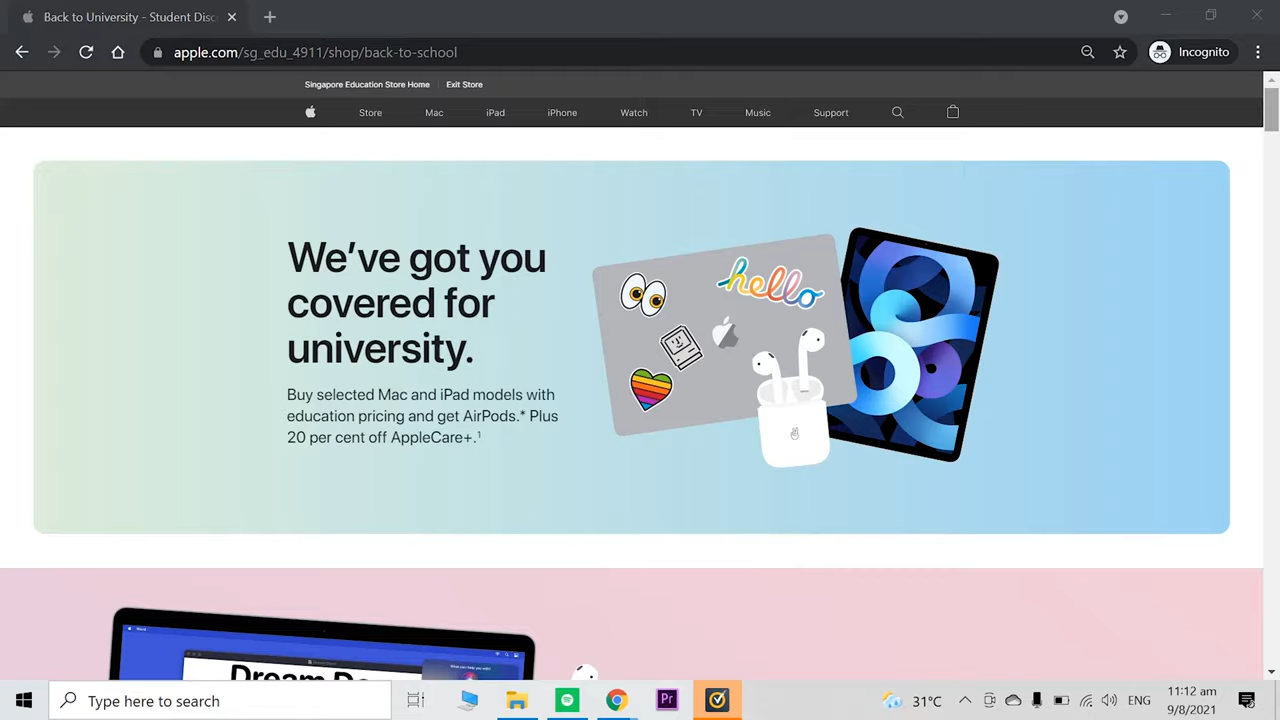 Back to University - Student Disc
apple.com/sg_edu_4911/shop/back-to-school
Incognito
Singapore Education Store Home
Exit Store
Store
Mac
iPad
iPhone
Watch
TV
Music
Support
We've got you
covered for
university.
hello
Buy selected Mac and iPad models with
education pricing and get AirPods.* Plus
20 per cent off AppleCare+.¹
Type here to search
Pr
31°C
ENG
11:12 am
9/8/2021